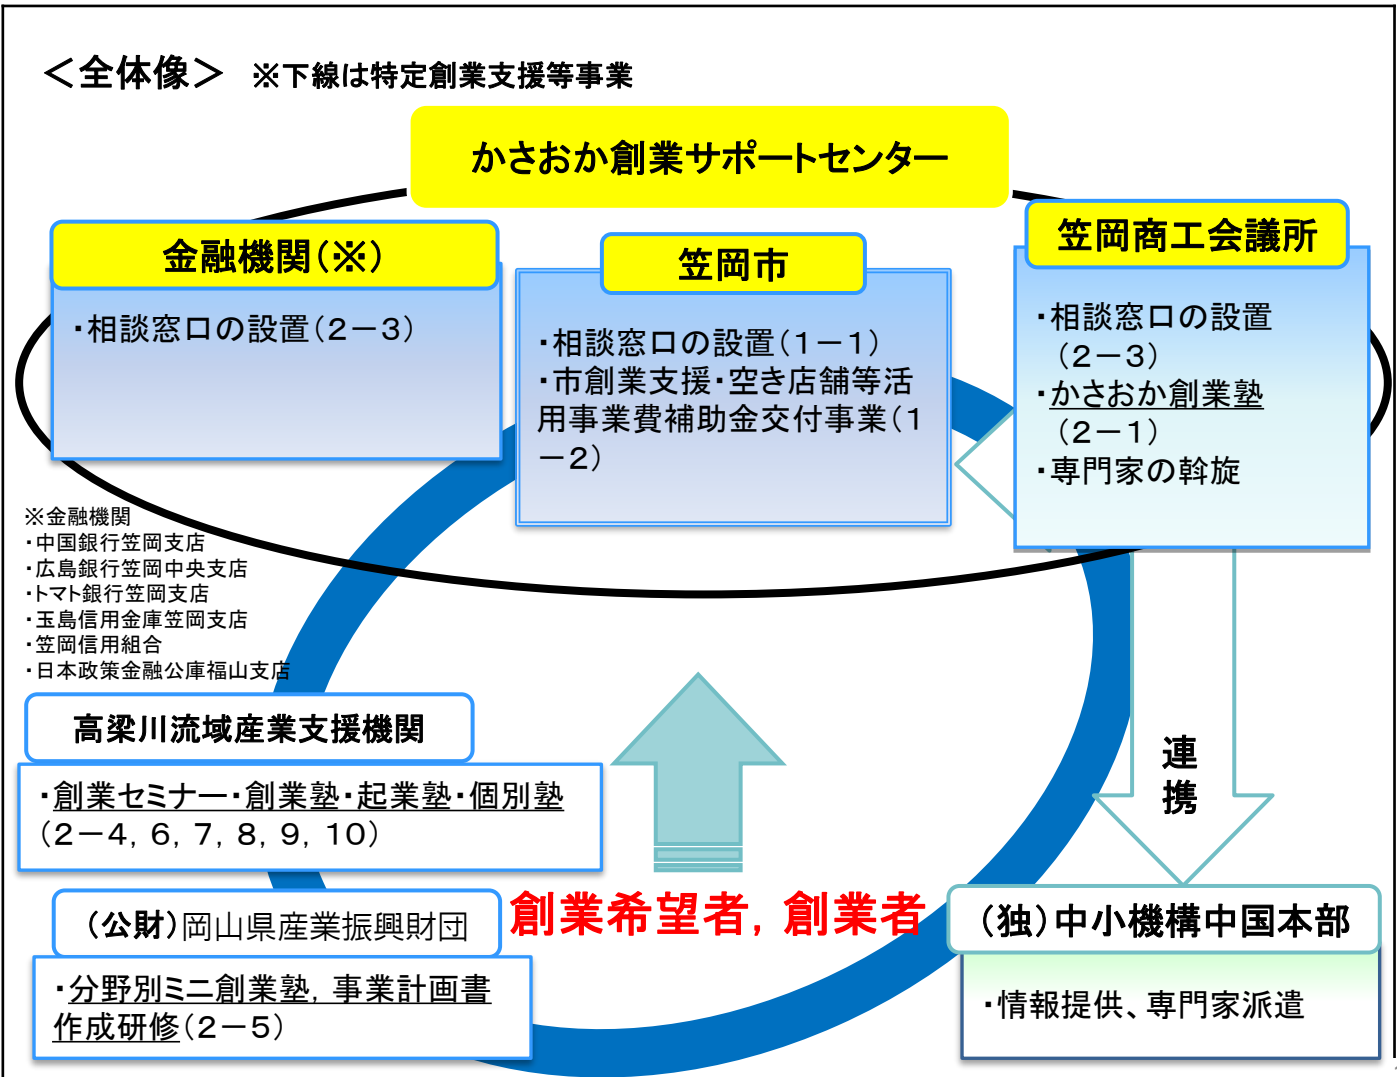 ＜全体像＞ ※下線は特定創業支援等事業
かさおか創業サポートセンター
金融機関(※)
・相談窓口の設置(２－３)
笠岡市
・相談窓口の設置(１－１)
・市創業支援・空き店舗等活
用事業費補助金交付事業(１
－２)
笠岡商工会議所
・相談窓口の設置
(２－３)
・かさおか創業塾
(２－１)
・専門家の斡旋
※金融機関
・中国銀行笠岡支店
・広島銀行笠岡中央支店
・トマト銀行笠岡支店
・玉島信用金庫笠岡支店
・笠岡信用組合
・日本政策金融公庫福山支店
高梁川流域産業支援機関
・創業セミナー・創業塾・起業塾・個別塾
(２－４，６，７，８，９，１０)
(公財)岡山県産業振興財団
・分野別ミニ創業塾，事業計画書
作成研修(２－５)
創業希望者，創業者
連
携
(独)中小機構中国本部
・情報提供、専門家派遣